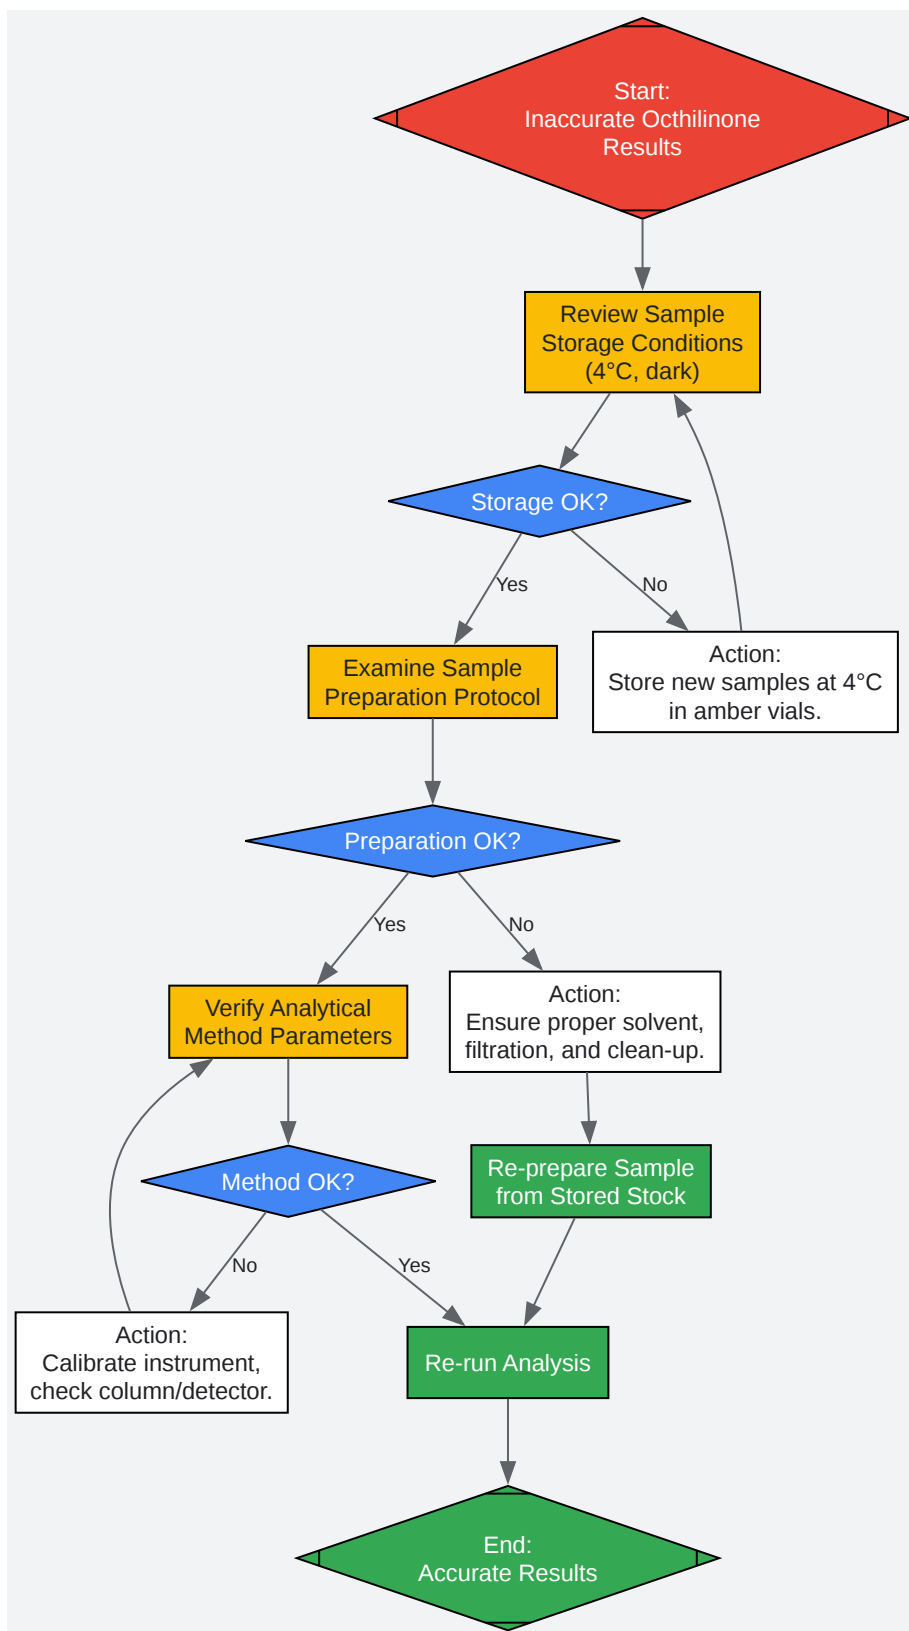 Start:
Inaccurate Octhilinone
Results
Review Sample
Storage Conditions
(4°C, dark)
Storage OK?
Yes
No
Examine Sample
Preparation Protocol
Action:
Store new samples at 4°C
in amber vials.
Preparation OK?
Yes
No
Verify Analytical
Method Parameters
Action:
Ensure proper solvent,
filtration, and clean-up.
Method OK?
Re-prepare Sample
from Stored Stock
No
Yes
Action:
Calibrate instrument,
check column/detector.
Re-run Analysis
End:
Accurate Results